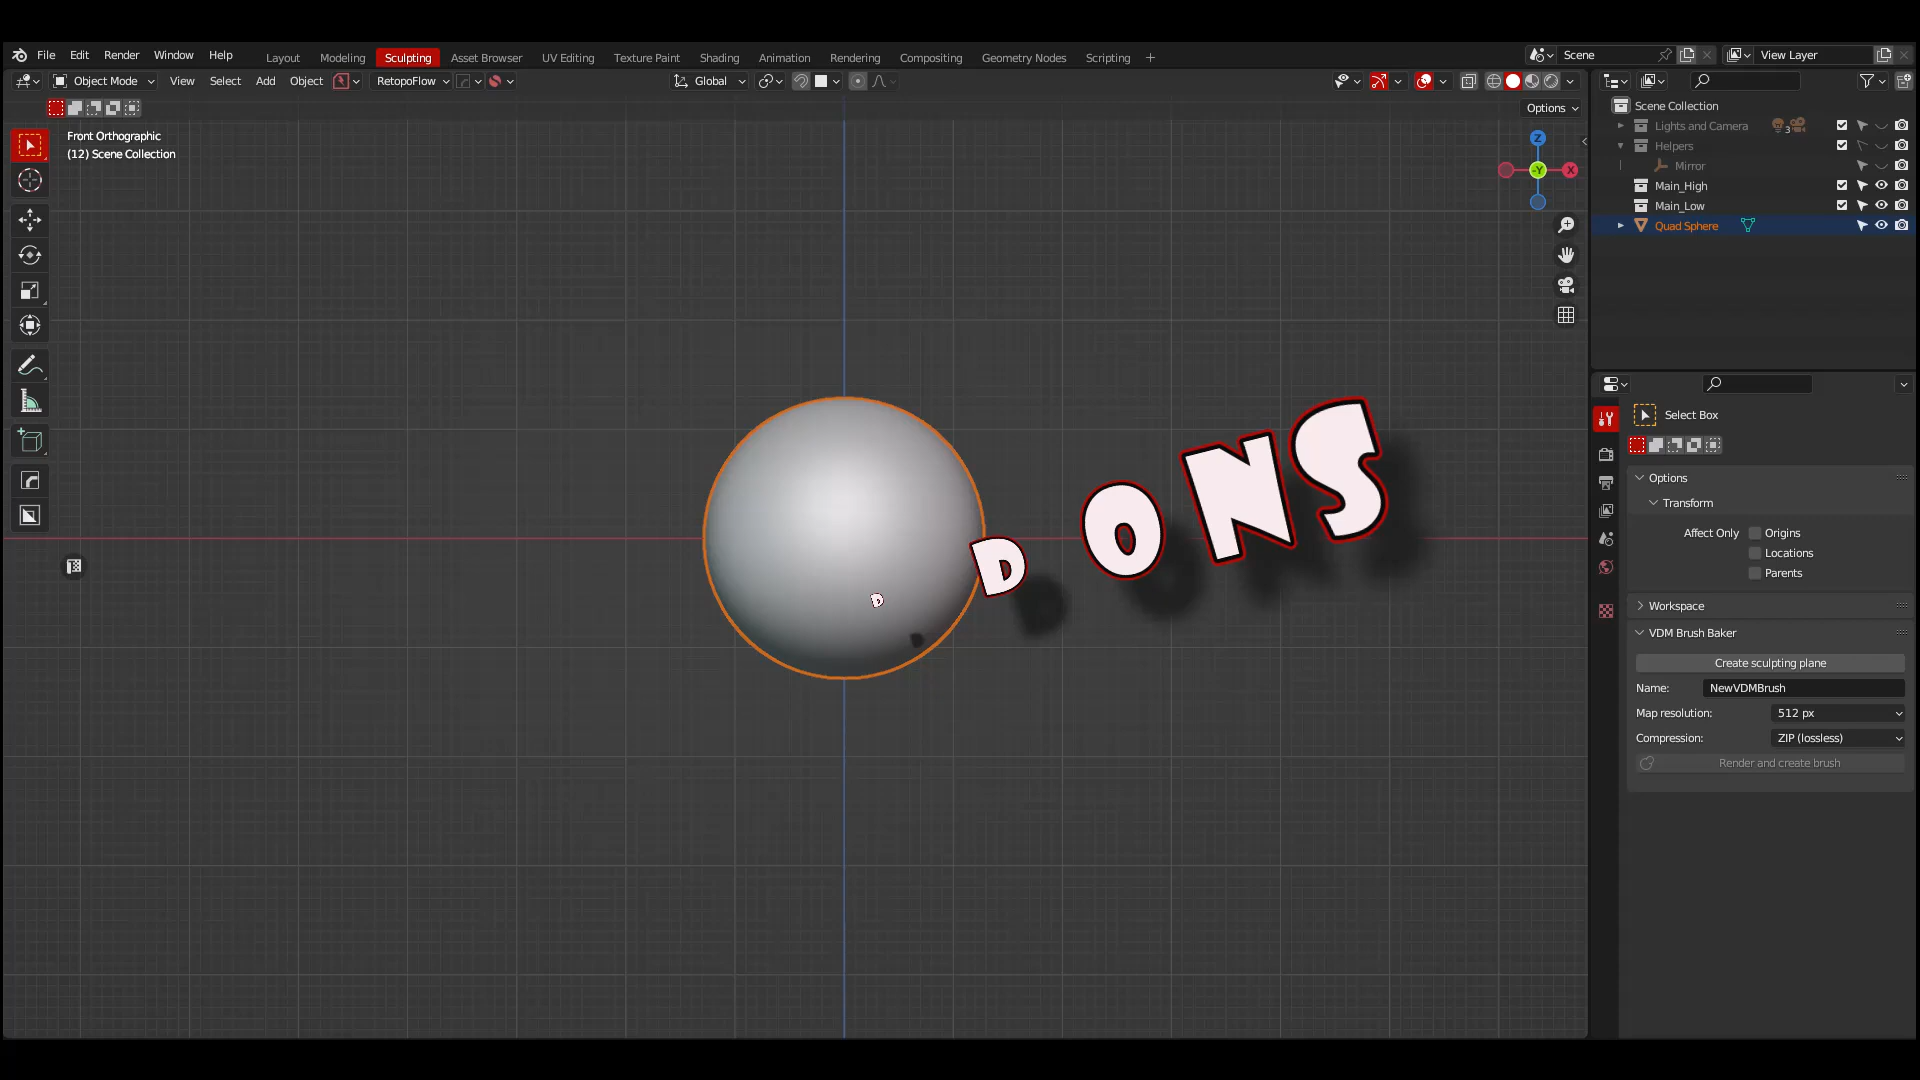 File Edit Render Window Help Layout Modeling Sculpting Asset Browser UV Editing Texture Paint Shading Animation Rendering Compositing Geometry Nodes Scripting + Scene View Layer
Object Mode View Select Add Object RetopoFlow Global
Options
Front Orthographic
(12) Scene Collection
Z
-Y
X
D
D
O
N
S
Scene Collection
Lights and Camera 3
Helpers
Mirror
Main_High
Main_Low
Quad Sphere
Select Box
Options
Transform
Affect Only Origins
Locations
Parents
Workspace
VDM Brush Baker
Create sculpting plane
Name: NewVDMBrush
Map resolution: 512 px
Compression: ZIP (lossless)
Render and create brush